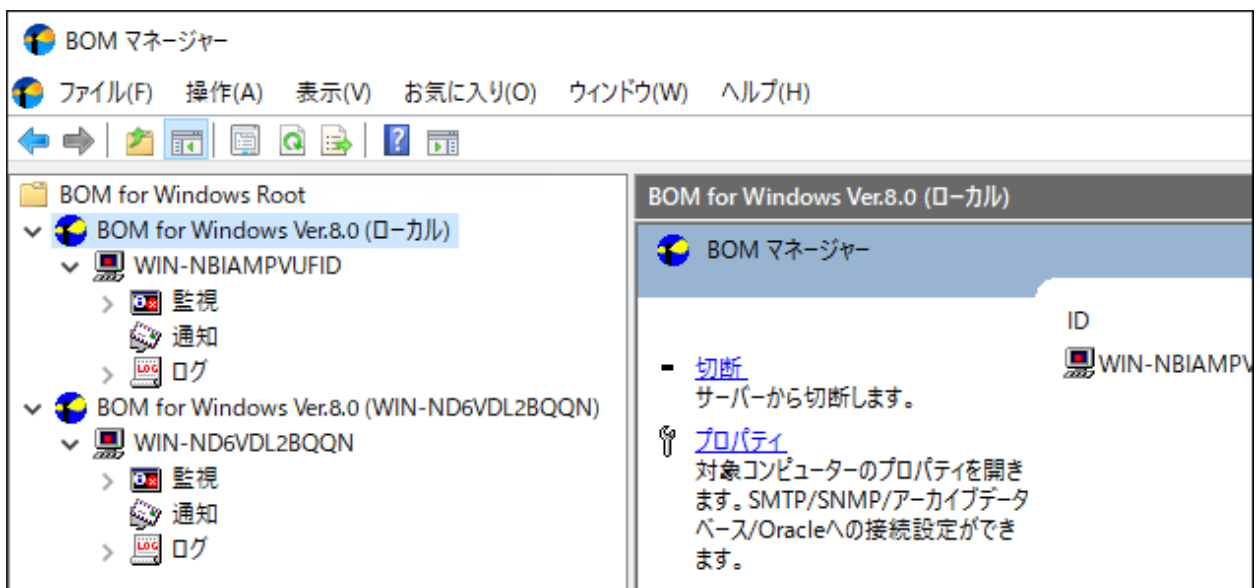 BOM マネージャー
ファイル(F) 操作(A) 表示(V) お気に入り(O) ウィンドウ(W) ヘルプ(H)
BOM for Windows Root
BOM for Windows Ver.8.0 (ローカル)
WIN-NBIAMPVUFID
監視
通知
ログ
BOM for Windows Ver.8.0 (WIN-ND6VDL2BQQN)
WIN-ND6VDL2BQQN
監視
通知
ログ
BOM for Windows Ver.8.0 (ローカル)
BOM マネージャー
切断
サーバーから切断します。
プロパティ
対象コンピューターのプロパティを開き
ます。SMTP/SNMP/アーカイブデータ
ベース/Oracleへの接続設定ができ
ます。
ID
WIN-NBIAMPV